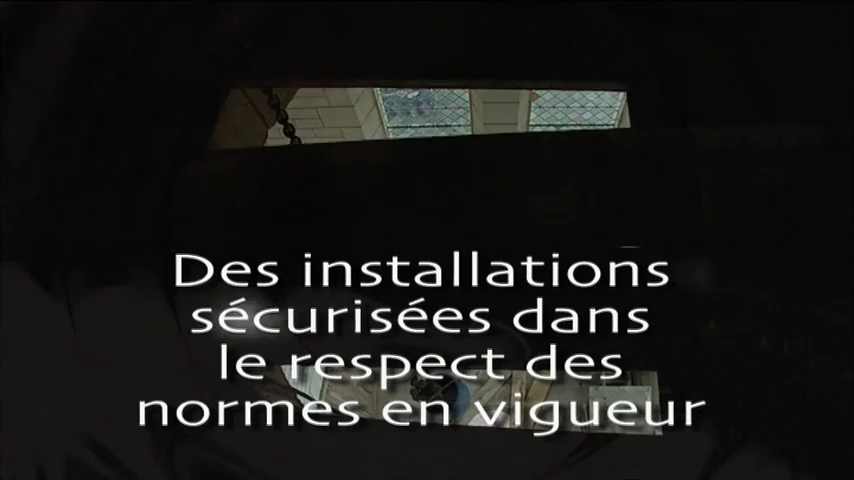 Des installations
sécurisées dans
le respect des
normes en vigueur